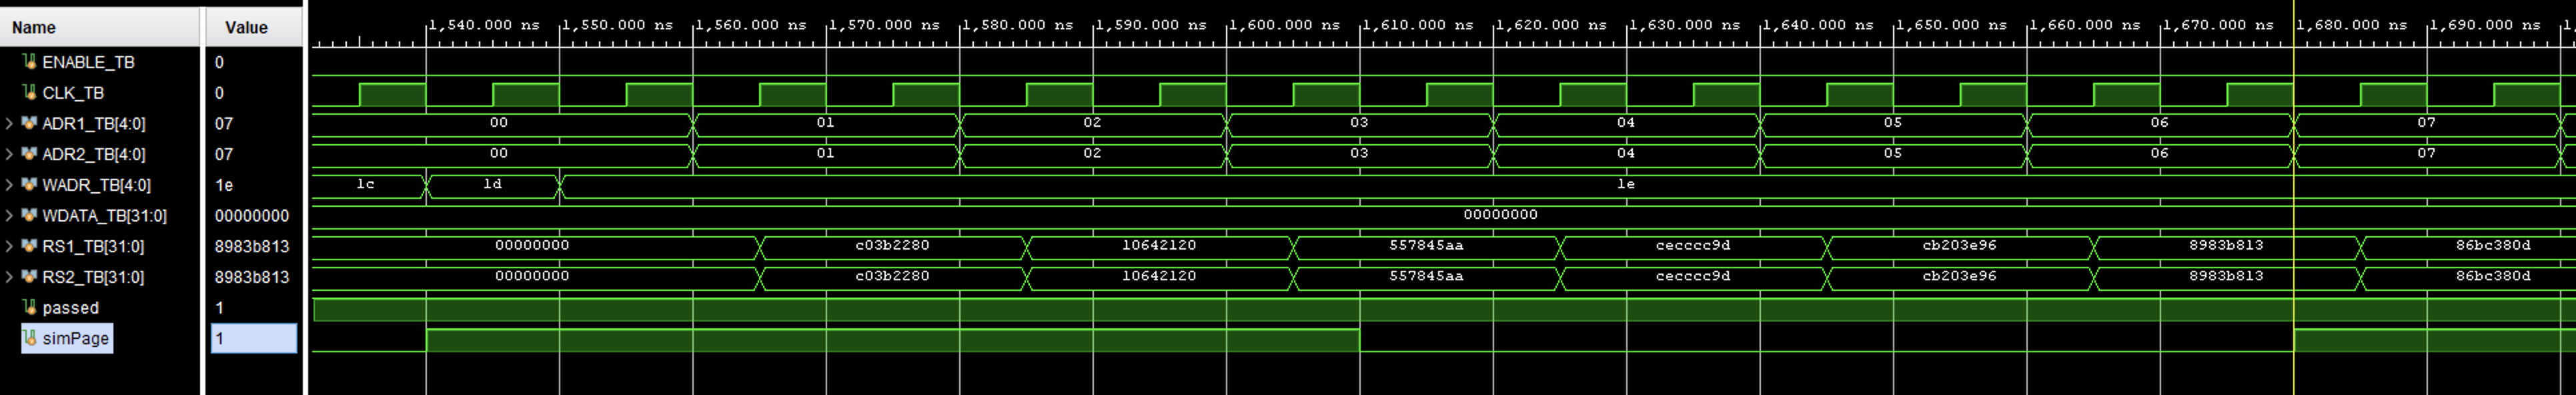 Name Value 1,540.000 ns 1,550.000 ns 1,560.000 ns 1,570.000 ns 1,580.000 ns 1,590.000 ns 1,600.000 ns 1,610.000 ns 1,620.000 ns 1,630.000 ns 1,640.000 ns 1,650.000 ns 1,660.000 ns 1,670.000 ns 1,680.000 ns 1,690.000 ns
ENABLE_TB 0
CLK_TB 0
ADR1_TB[4:0] 07 00 01 02 03 04 05 06 07
ADR2_TB[4:0] 07 00 01 02 03 04 05 06 07
WADR_TB[4:0] 1e 1c 1d 1e
WDATA_TB[31:0] 00000000 00000000
RS1_TB[31:0] 8983b813 00000000 c03b2280 10642120 557845aa cecccc9d cb203e96 8983b813 86bc380d
RS2_TB[31:0] 8983b813 00000000 c03b2280 10642120 557845aa cecccc9d cb203e96 8983b813 86bc380d
passed 1
simPage 1